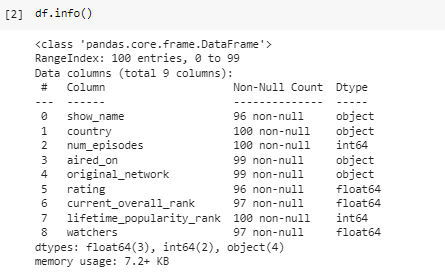 [2] df.info()
<class 'pandas.core.frame.DataFrame'>
RangeIndex: 100 entries, 0 to 99
Data columns (total 9 columns):
 #   Column                   Non-Null Count  Dtype
---  ------                   --------------  -----
 0   show_name                96 non-null     object
 1   country                  100 non-null    object
 2   num_episodes             100 non-null    int64
 3   aired_on                 99 non-null     object
 4   original_network         99 non-null     object
 5   rating                   96 non-null     float64
 6   current_overall_rank     97 non-null     float64
 7   lifetime_popularity_rank 100 non-null    int64
 8   watchers                 97 non-null     float64
dtypes: float64(3), int64(2), object(4)
memory usage: 7.2+ KB